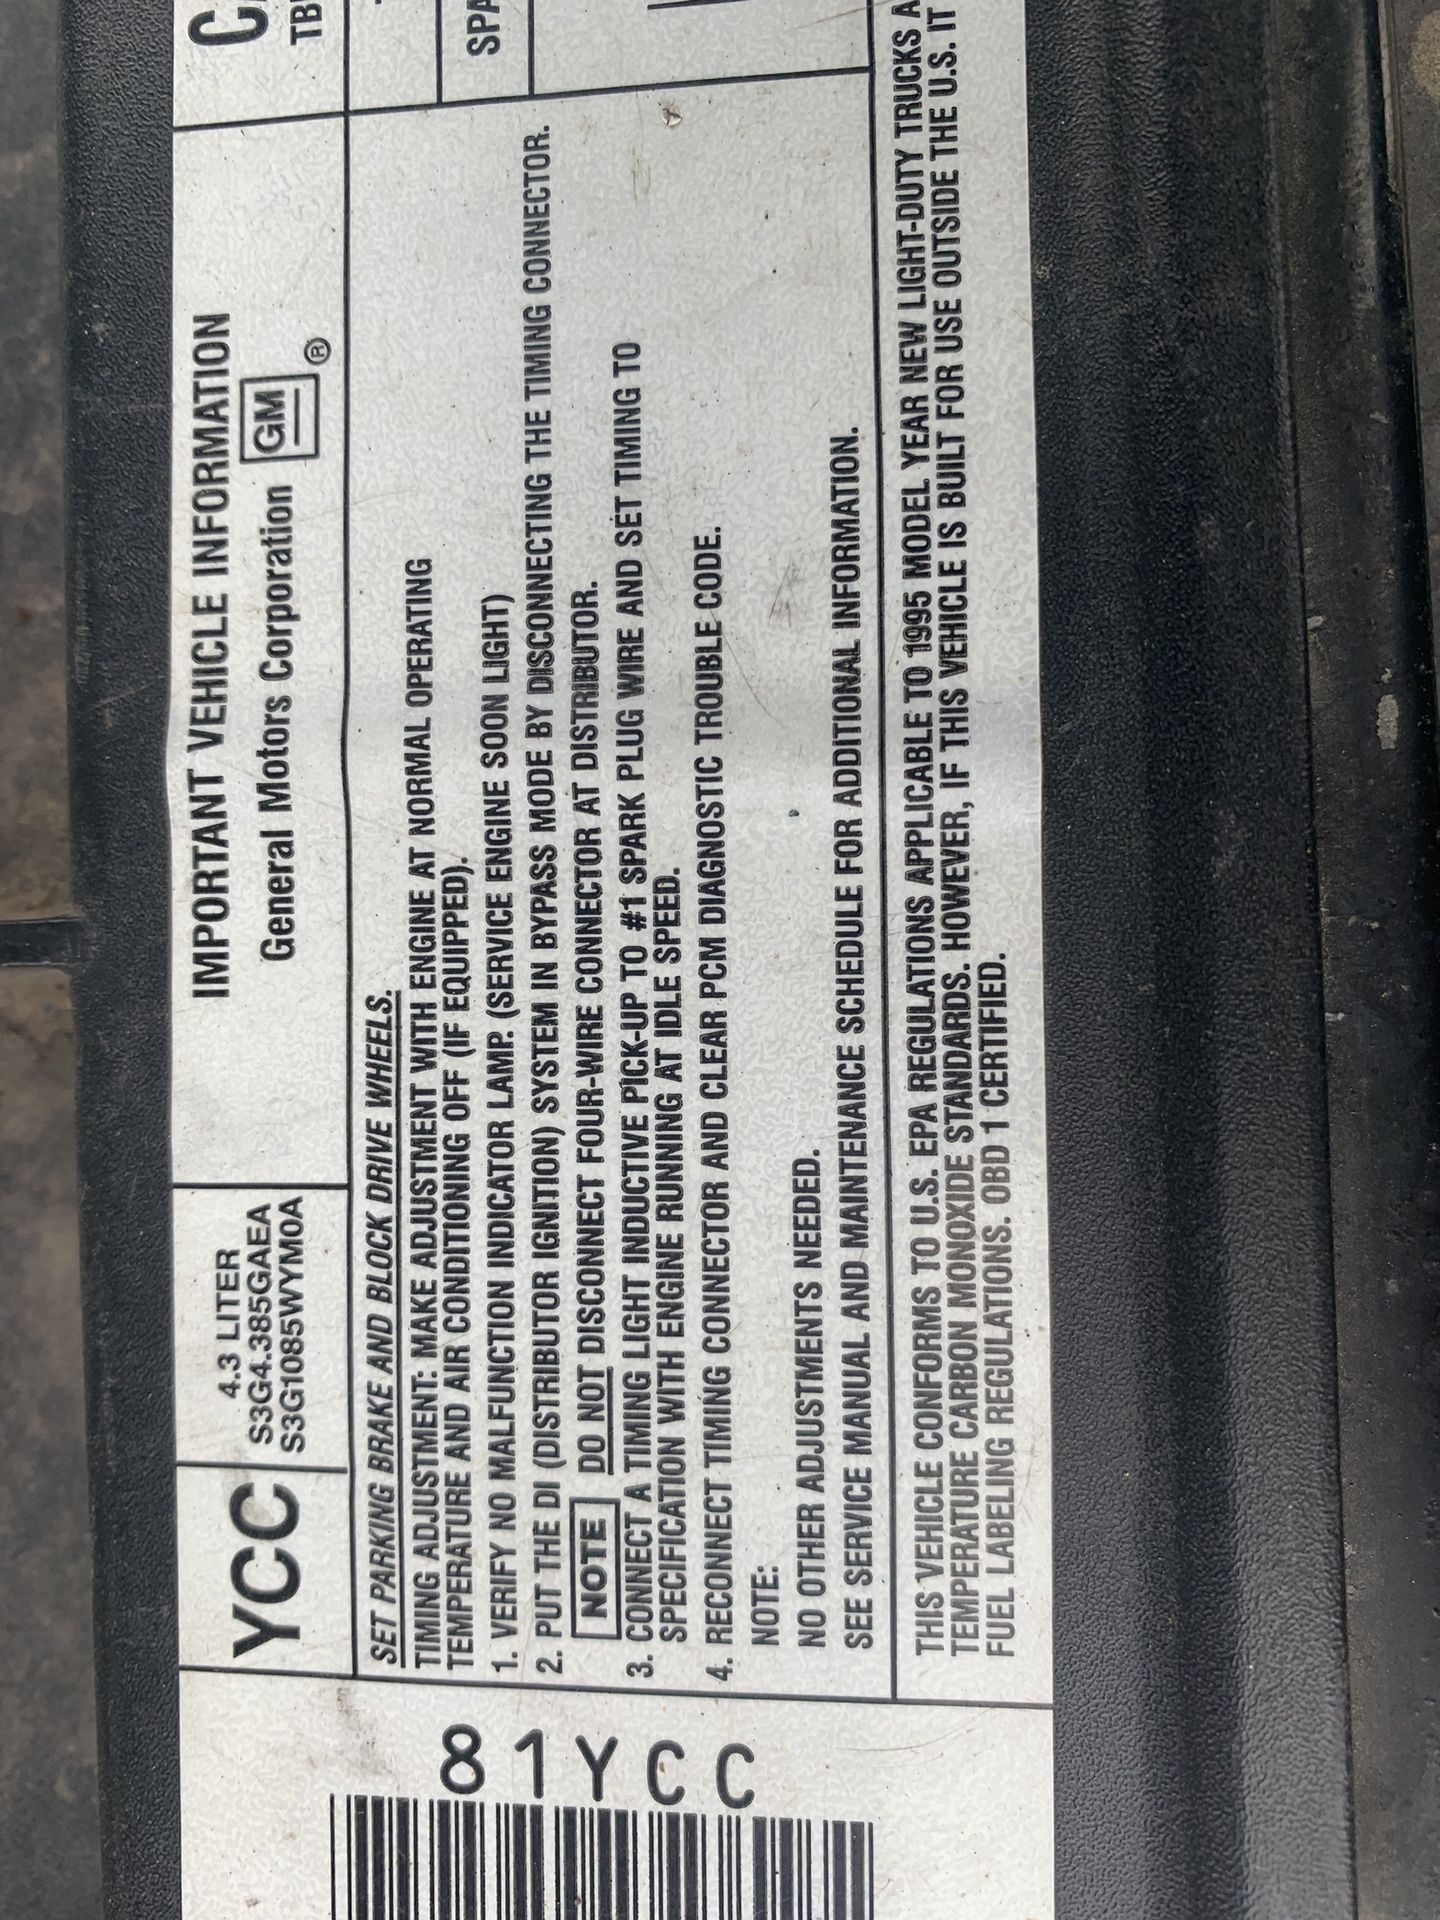 81YCC
YCC
4.3 LITER
S3G4.385GAEA
S3G1085WYM0A
IMPORTANT VEHICLE INFORMATION
General Motors Corporation GM ®
SET PARKING BRAKE AND BLOCK DRIVE WHEELS.
TIMING ADJUSTMENT: MAKE ADJUSTMENT WITH ENGINE AT NORMAL OPERATING
TEMPERATURE AND AIR CONDITIONING OFF (IF EQUIPPED).
1. VERIFY NO MALFUNCTION INDICATOR LAMP. (SERVICE ENGINE SOON LIGHT)
2. PUT THE DI (DISTRIBUTOR IGNITION) SYSTEM IN BYPASS MODE BY DISCONNECTING THE TIMING CONNECTOR.
NOTE DO NOT DISCONNECT FOUR-WIRE CONNECTOR AT DISTRIBUTOR.
3. CONNECT A TIMING LIGHT INDUCTIVE PICK-UP TO #1 SPARK PLUG WIRE AND SET TIMING TO
SPECIFICATION WITH ENGINE RUNNING AT IDLE SPEED.
4. RECONNECT TIMING CONNECTOR AND CLEAR PCM DIAGNOSTIC TROUBLE CODE.
NOTE:
NO OTHER ADJUSTMENTS NEEDED.
SEE SERVICE MANUAL AND MAINTENANCE SCHEDULE FOR ADDITIONAL INFORMATION.
THIS VEHICLE CONFORMS TO U.S. EPA REGULATIONS APPLICABLE TO 1995 MODEL YEAR NEW LIGHT-DUTY TRUCKS A
TEMPERATURE CARBON MONOXIDE STANDARDS. HOWEVER, IF THIS VEHICLE IS BUILT FOR USE OUTSIDE THE U.S. IT
FUEL LABELING REGULATIONS. OBD 1 CERTIFIED.
TB
SPA